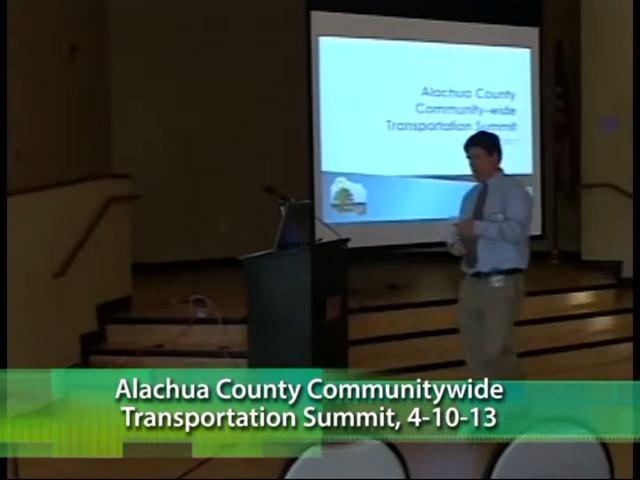 Alachua County
Community-wide
Transportation Summit
Alachua County Communitywide
Transportation Summit, 4-10-13